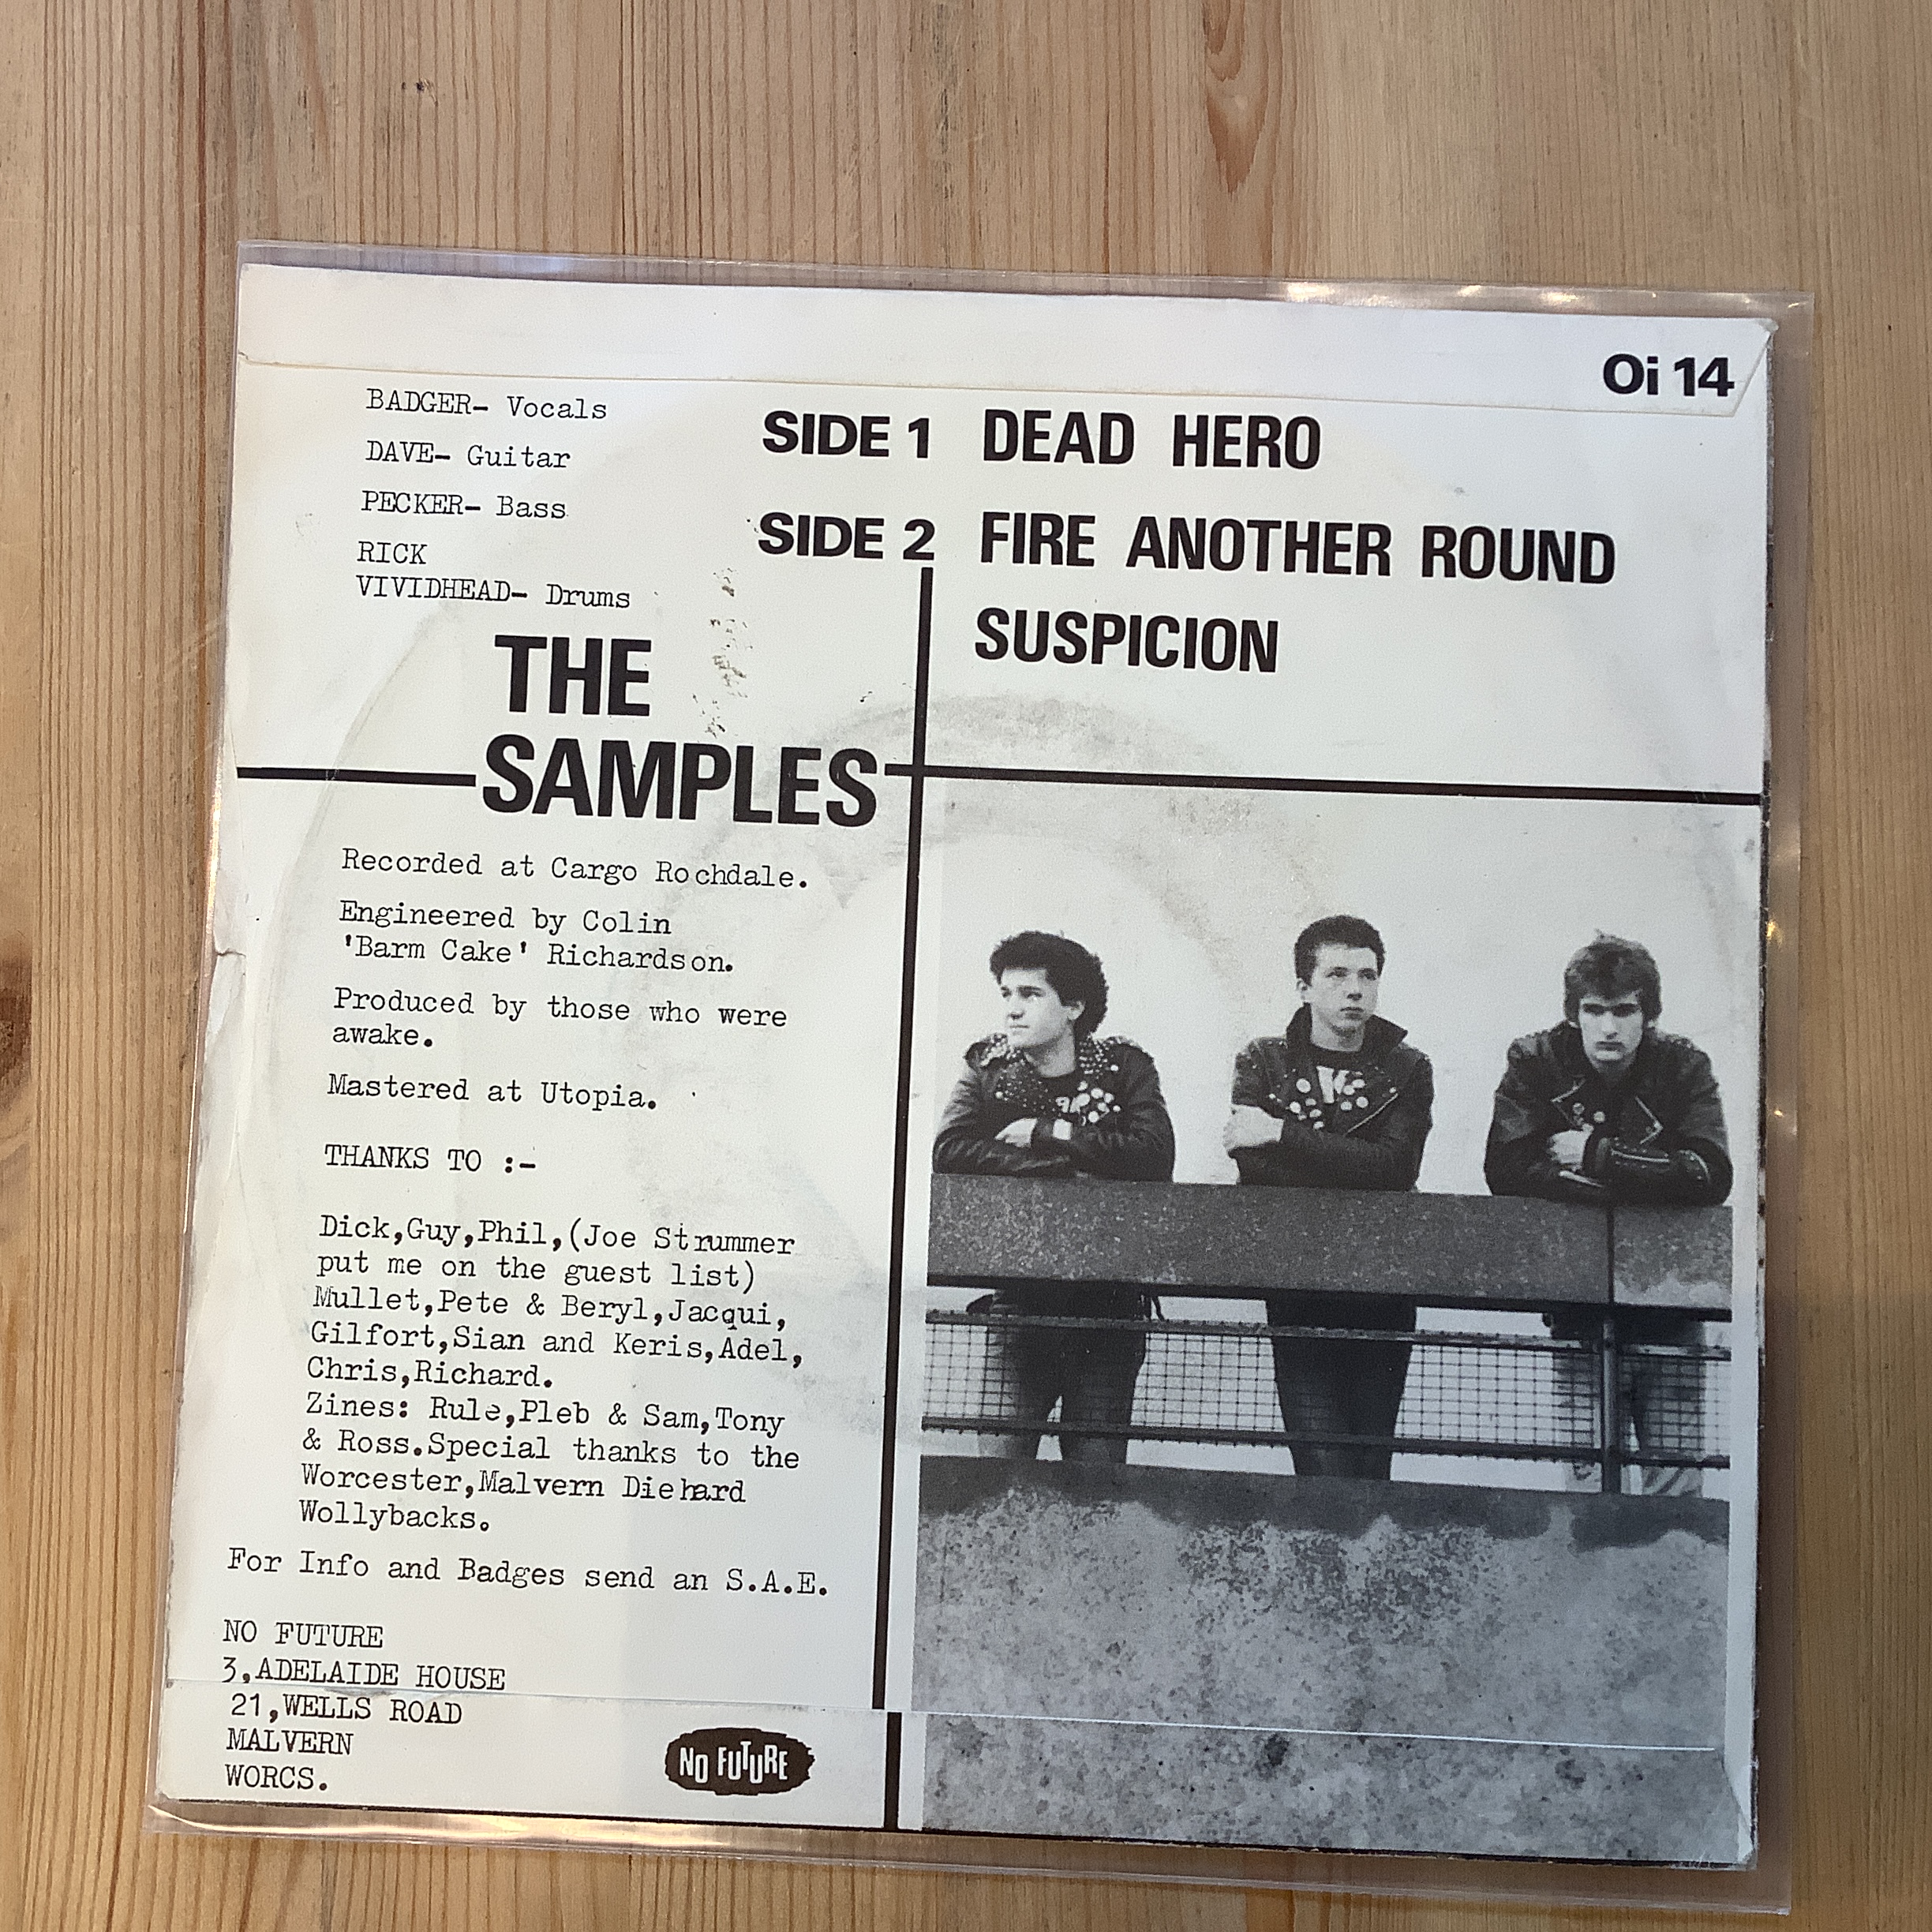 Oi 14
BADGER- Vocals
DAVE- Guitar
PECKER- Bass
RICK
VIVIDHEAD- Drums
SIDE 1 DEAD HERO
SIDE 2 FIRE ANOTHER ROUND
SUSPICION
THE
SAMPLES
Recorded at Cargo Rochdale.
Engineered by Colin
'Barm Cake' Richardson.
Produced by those who were
awake.
Mastered at Utopia.
THANKS TO :-
Dick,Guy,Phil,(Joe Strummer
put me on the guest list)
Mullet,Pete & Beryl,Jacqui,
Gilfort,Sian and Keris,Adel,
Chris,Richard.
Zines: Rule,Pleb & Sam,Tony
& Ross.Special thanks to the
Worcester,Malvern Diehard
Wollybacks.
For Info and Badges send an S.A.E.
NO FUTURE
3,ADELAIDE HOUSE
21,WELLS ROAD
MALVERN
WORCS.
NO FUTURE